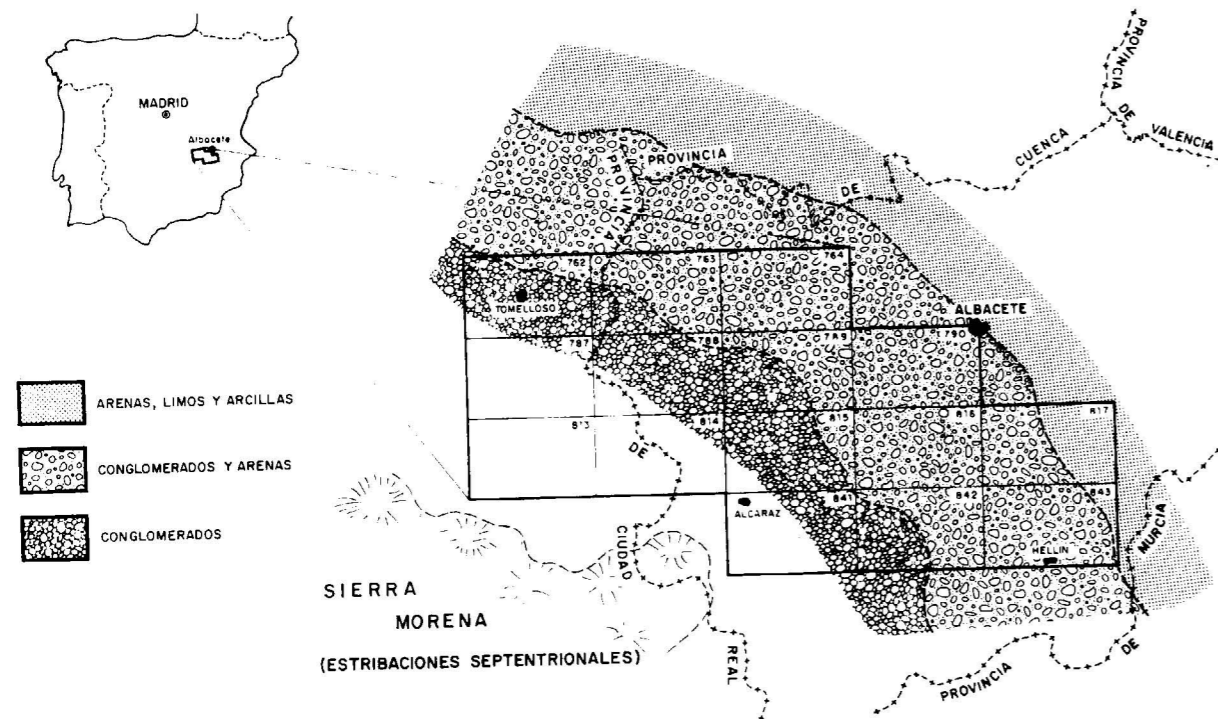 MADRID
Albacete
PROVINCIA
DE
VALENCIA
CUENCA
PROVINCIA
DE
PROVINCIA
762
763
764
TOMELLOSO
ALBACETE
787
788
789
790
ARENAS, LIMOS Y ARCILLAS
813
814
815
816
817
DE
CONGLOMERADOS Y ARENAS
841
842
843
ALCARAZ
CIUDAD
HELLIN
MURCIA
CONGLOMERADOS
SIERRA
MORENA
(ESTRIBACIONES SEPTENTRIONALES)
REAL
PROVINCIA
DE